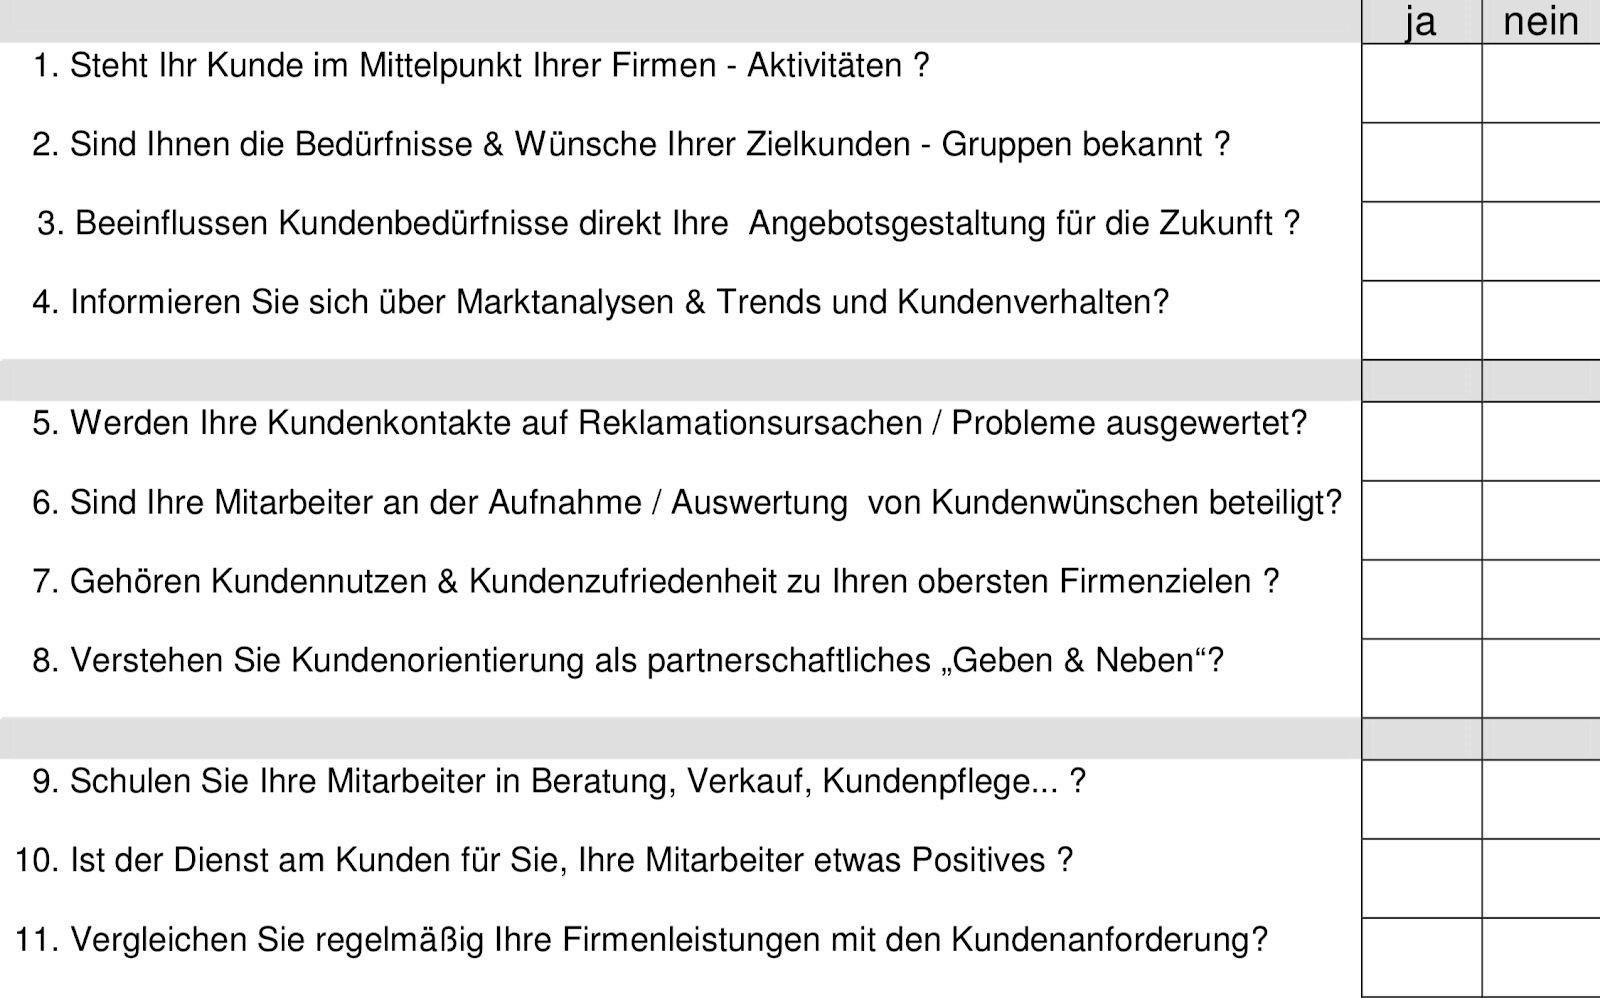 ja nein
1. Steht Ihr Kunde im Mittelpunkt Ihrer Firmen - Aktivitäten ?
2. Sind Ihnen die Bedürfnisse & Wünsche Ihrer Zielkunden - Gruppen bekannt ?
3. Beeinflussen Kundenbedürfnisse direkt Ihre  Angebotsgestaltung für die Zukunft ?
4. Informieren Sie sich über Marktanalysen & Trends und Kundenverhalten?
5. Werden Ihre Kundenkontakte auf Reklamationsursachen / Probleme ausgewertet?
6. Sind Ihre Mitarbeiter an der Aufnahme / Auswertung  von Kundenwünschen beteiligt?
7. Gehören Kundennutzen & Kundenzufriedenheit zu Ihren obersten Firmenzielen ?
8. Verstehen Sie Kundenorientierung als partnerschaftliches „Geben & Neben“?
9. Schulen Sie Ihre Mitarbeiter in Beratung, Verkauf, Kundenpflege... ?
10. Ist der Dienst am Kunden für Sie, Ihre Mitarbeiter etwas Positives ?
11. Vergleichen Sie regelmäßig Ihre Firmenleistungen mit den Kundenanforderung?